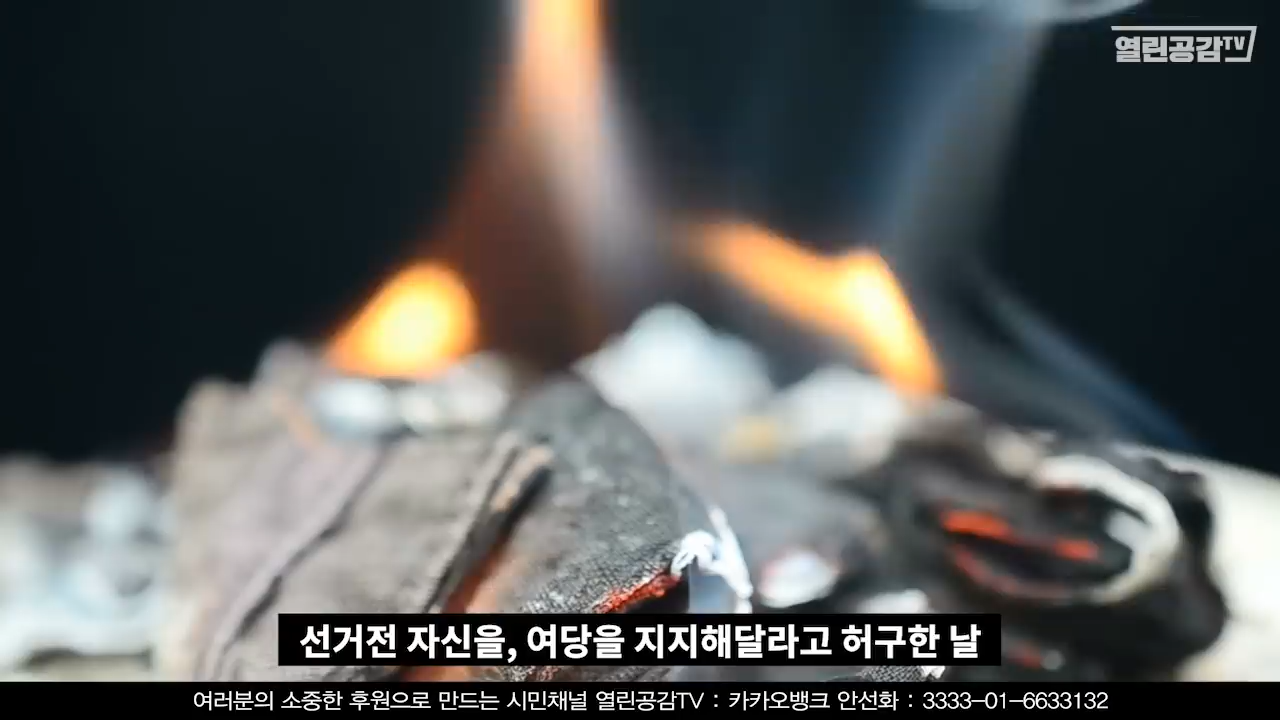 열린공감TV
선거전 자신을, 여당을 지지해달라고 허구한 날
여러분의 소중한 후원으로 만드는 시민채널 열린공감TV : 카카오뱅크 안선화 : 3333-01-6633132